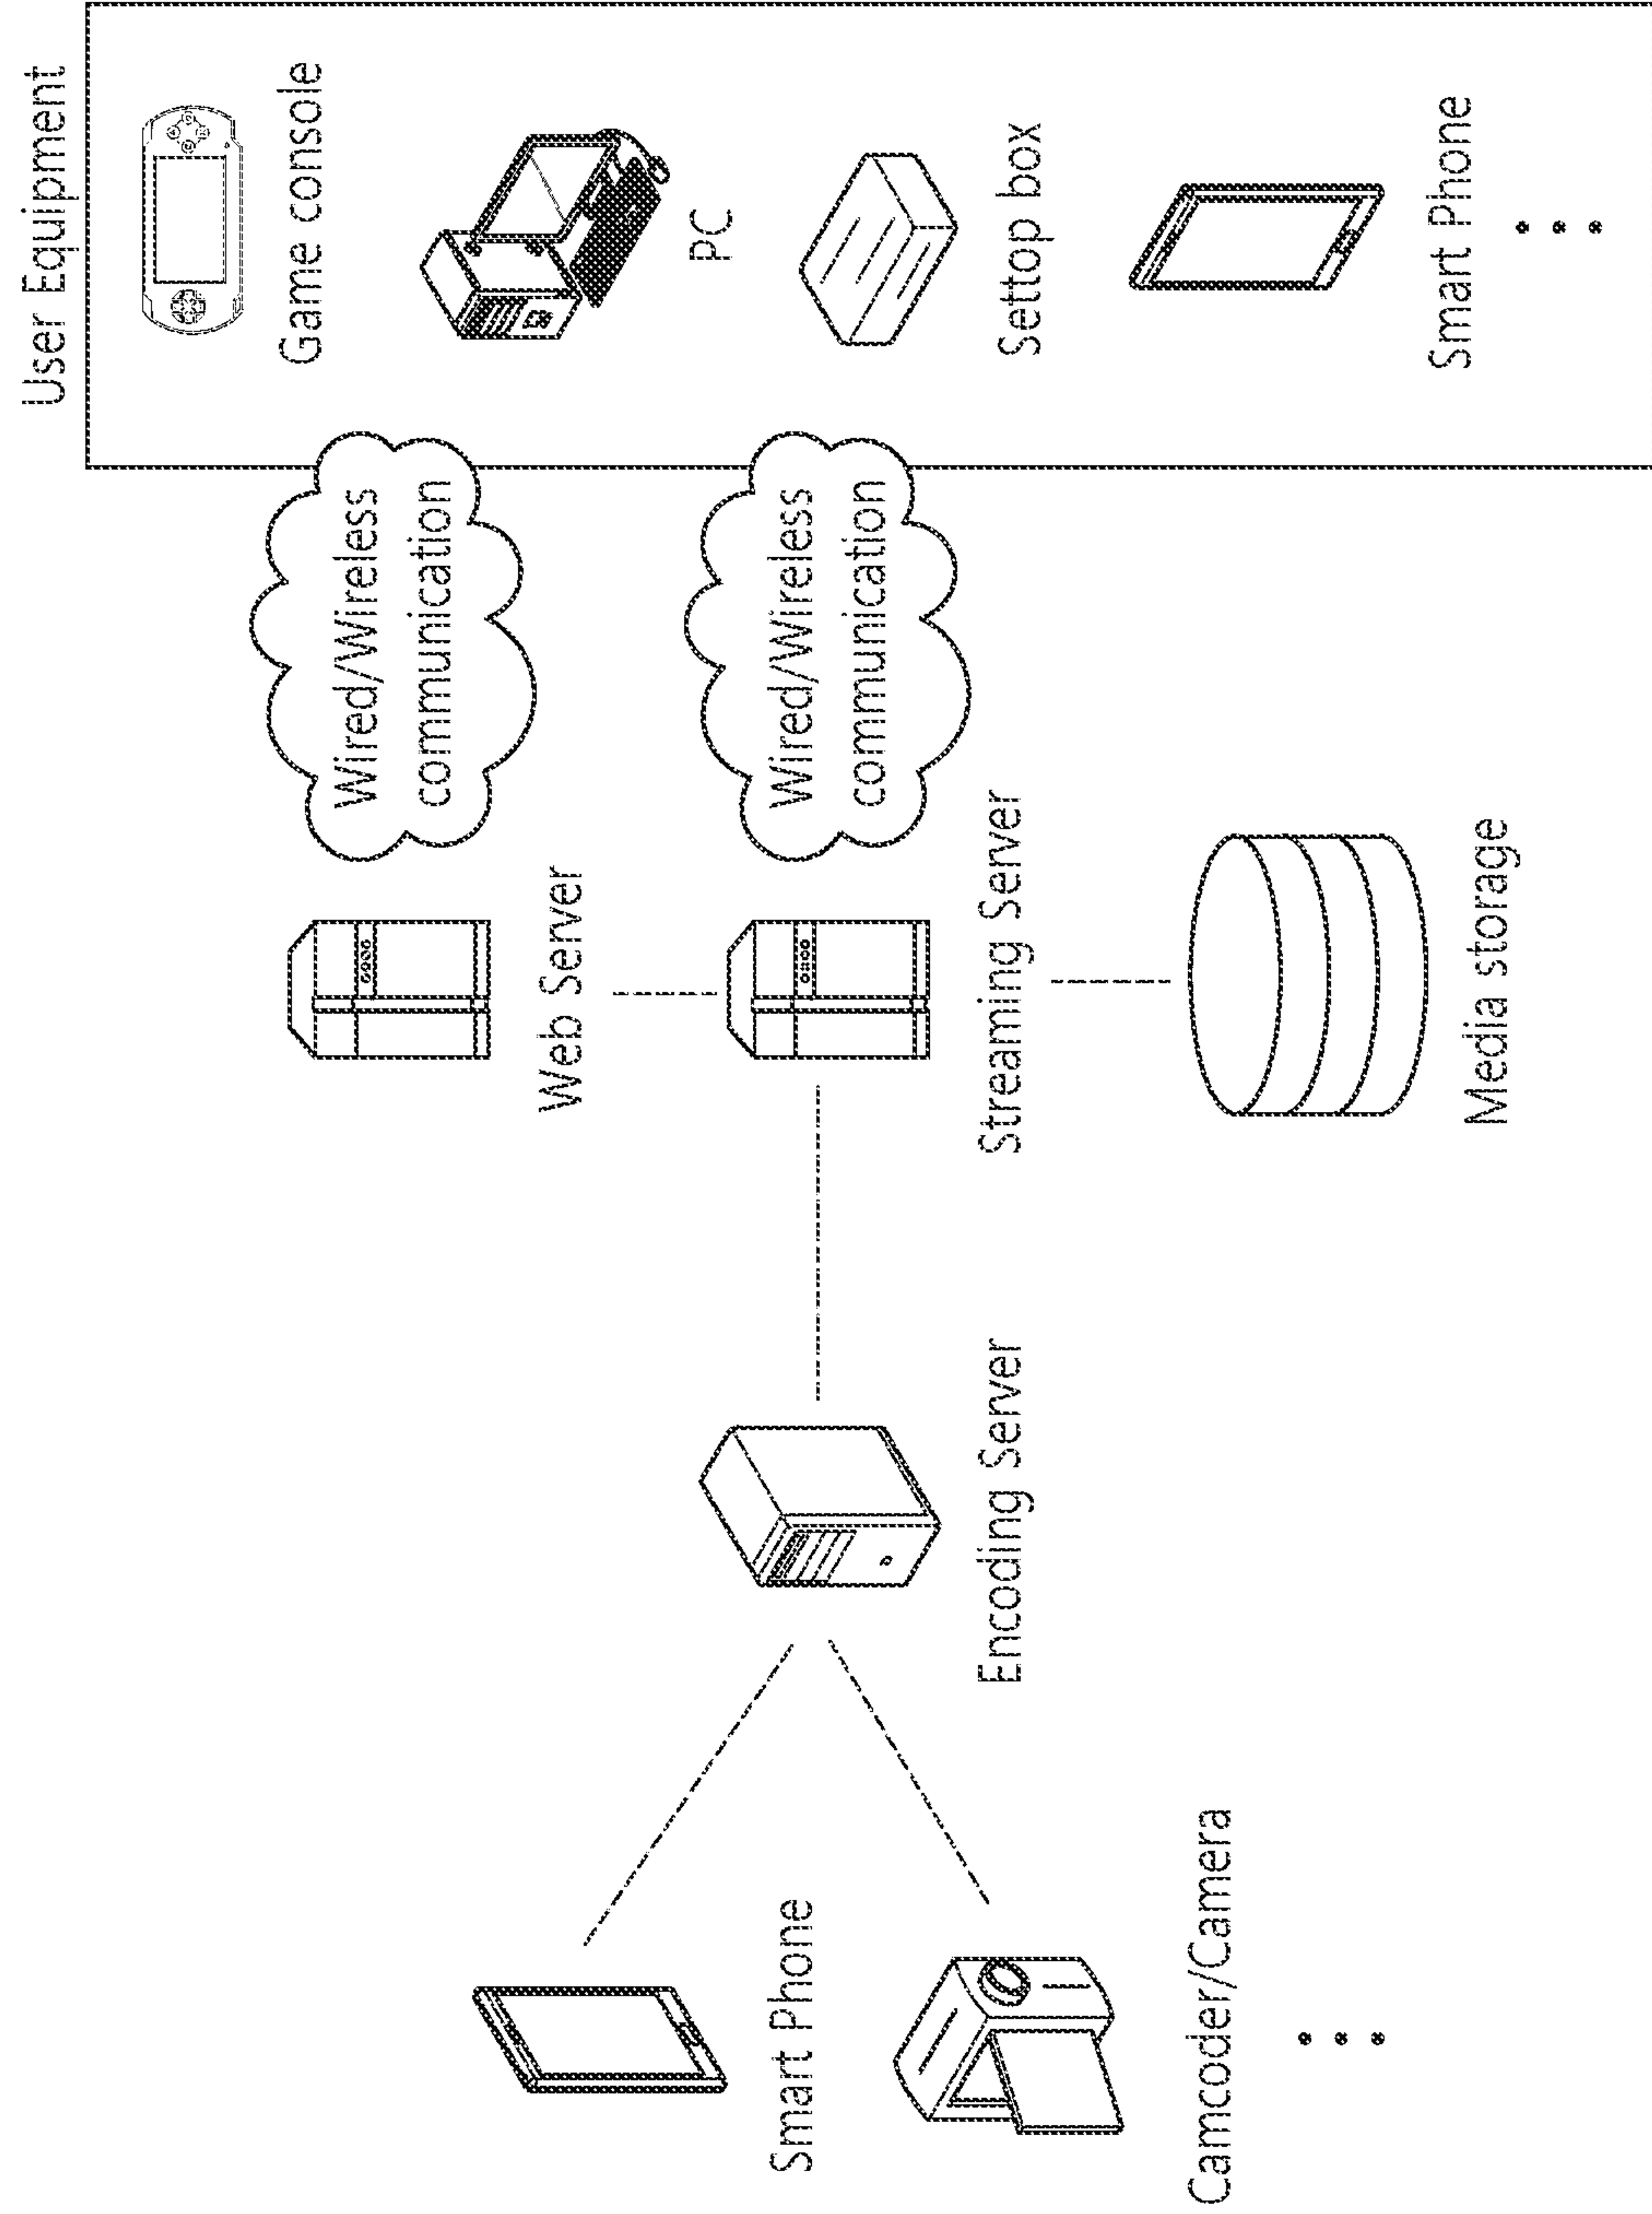 User Equipment
Game console
PC
Settop box
Smart Phone
Wired/Wireless
communication
Wired/Wireless
communication
Web Server
Streaming Server
Media storage
Encoding Server
Smart Phone
Camcoder/Camera